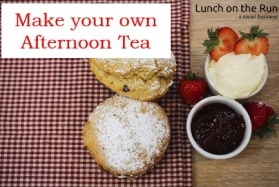 Make your own
Afternoon Tea
Lunch on the Run
a social business